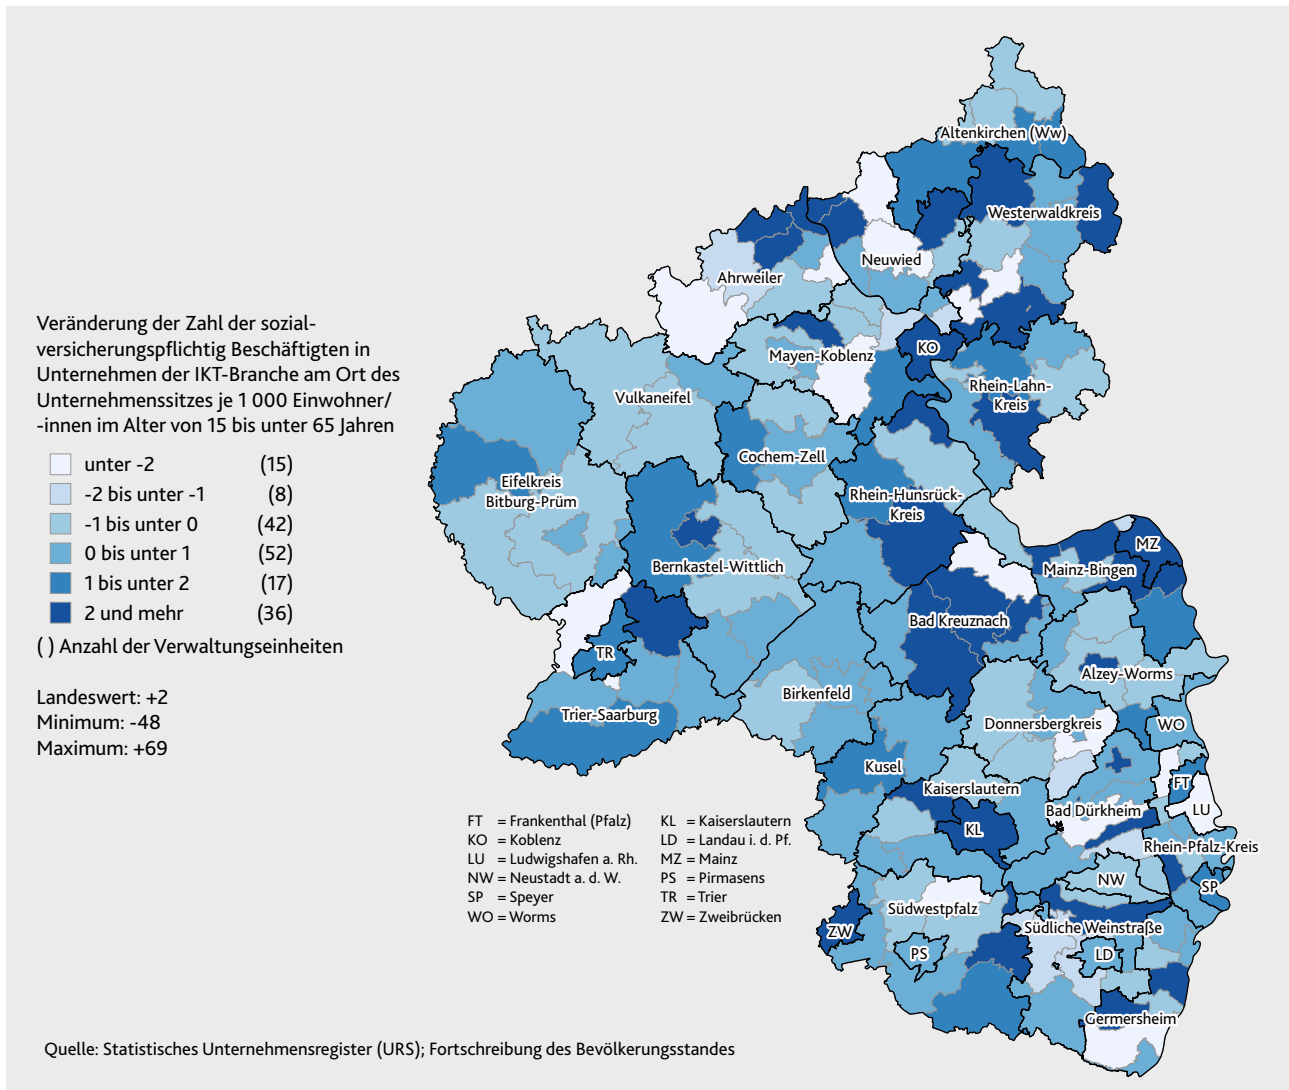 Altenkirchen (Ww)
Westerwaldkreis
Neuwied
Ahrweiler
Veränderung der Zahl der sozial-
versicherungspflichtig Beschäftigten in
Unternehmen der IKT-Branche am Ort des
Unternehmenssitzes je 1 000 Einwohner/
-innen im Alter von 15 bis unter 65 Jahren
unter -2 (15)
-2 bis unter -1 (8)
-1 bis unter 0 (42)
0 bis unter 1 (52)
1 bis unter 2 (17)
2 und mehr (36)
( ) Anzahl der Verwaltungseinheiten
Landeswert: +2
Minimum: -48
Maximum: +69
KO
Mayen-Koblenz
Rhein-Lahn-
Kreis
Vulkaneifel
Cochem-Zell
Eifelkreis
Bitburg-Prüm
Rhein-Hunsrück-
Kreis
MZ
Mainz-Bingen
Bernkastel-Wittlich
Bad Kreuznach
TR
Alzey-Worms
Birkenfeld
Trier-Saarburg
Donnersbergkreis
WO
Kusel
Kaiserslautern
FT
Bad Dürkheim
LU
KL
Rhein-Pfalz-Kreis
NW
SP
Südwestpfalz
ZW
Südliche Weinstraße
PS
LD
Germersheim
FT = Frankenthal (Pfalz)
KO = Koblenz
LU = Ludwigshafen a. Rh.
NW = Neustadt a. d. W.
SP = Speyer
WO = Worms
KL = Kaiserslautern
LD = Landau i. d. Pf.
MZ = Mainz
PS = Pirmasens
TR = Trier
ZW = Zweibrücken
Quelle: Statistisches Unternehmensregister (URS); Fortschreibung des Bevölkerungsstandes